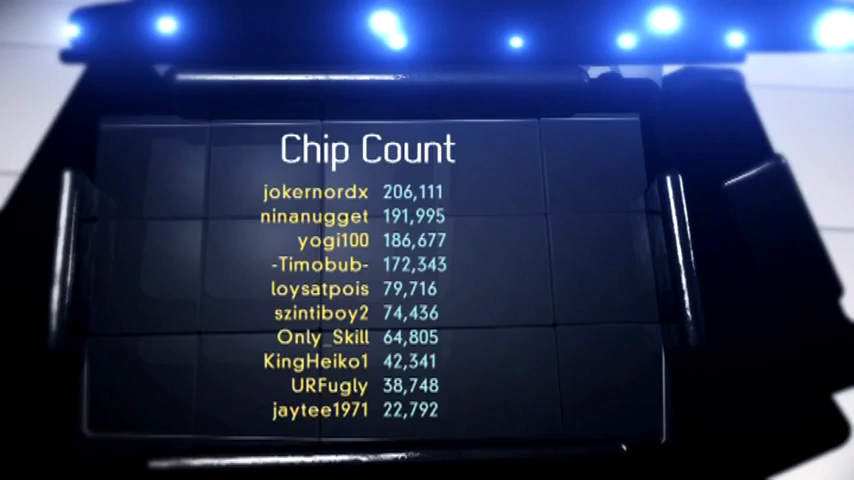 Chip Count
jokernordx 206,111
ninanugget 191,995
yogi100 186,677
-Timobub- 172,343
loysatpois 79,716
szintiboy2 74,436
Only_Skill 64,805
KingHeiko1 42,341
URFugly 38,748
jaytee1971 22,792